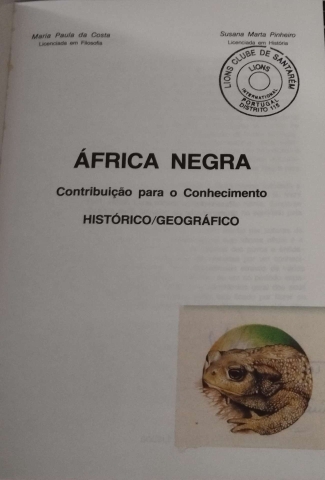 Maria Paula da Costa
Licenciada em Filosofia
Susana Marta Pinheiro
Licenciada em História
LIONS CLUBE DE SANTARÉM
LIONS
INTERNATIONAL
PORTUGAL
DISTRITO 115
ÁFRICA NEGRA
Contribuição para o Conhecimento
HISTÓRICO/GEOGRÁFICO